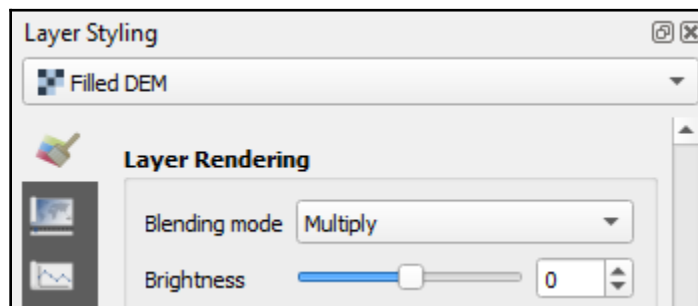 Layer Styling
Filled DEM
Layer Rendering
Blending mode Multiply
Brightness 0